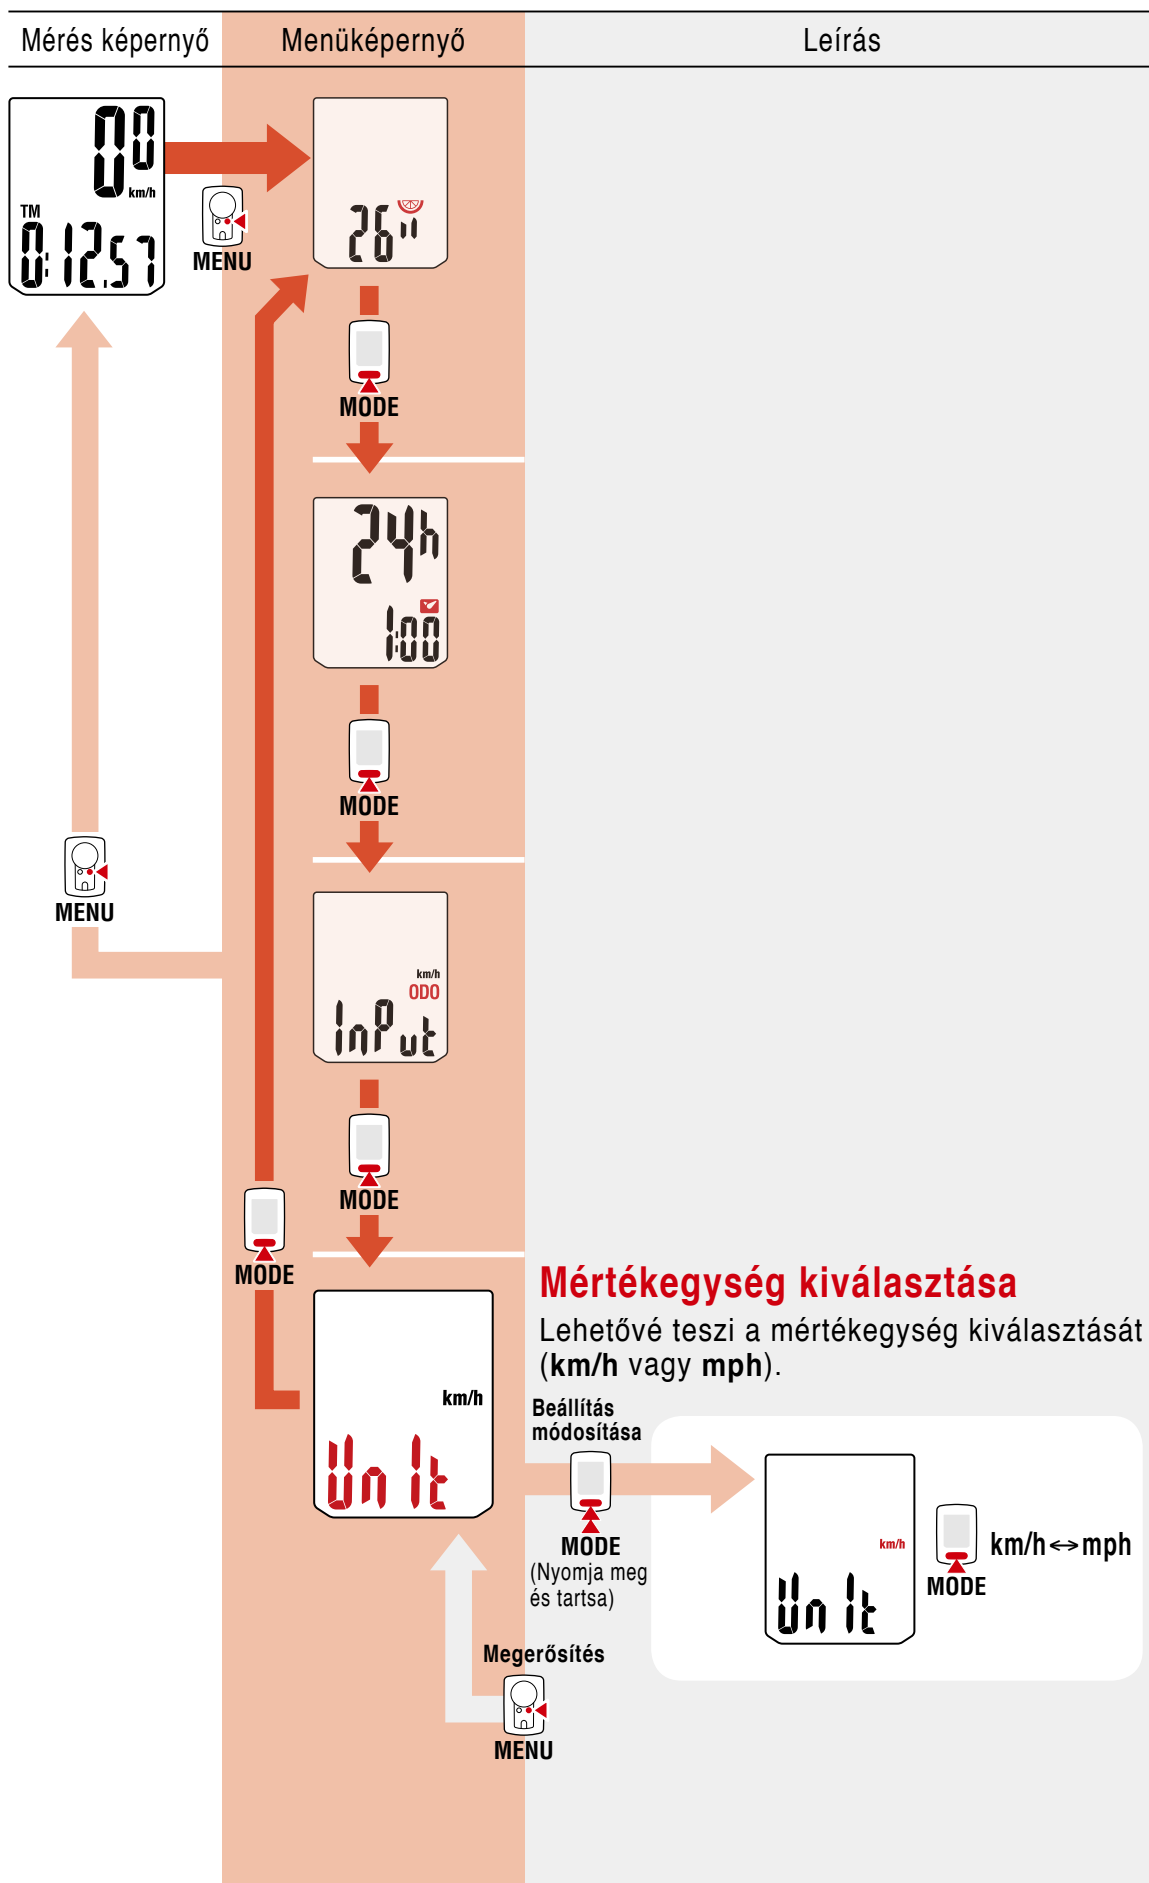 Mérés képernyő
Menüképernyő
Leírás
0⁰
km/h
TM
0:12.57
MENU
26"
MODE
24h
1:00
MODE
MENU
km/h
ODO
InPut
MODE
MODE
Mértékegység kiválasztása
Lehetővé teszi a mértékegység kiválasztását
(km/h vagy mph).
km/h
UnIt
Beállítás
módosítása
MODE
(Nyomja meg
és tartsa)
km/h
UnIt
MODE
km/h↔mph
Megerősítés
MENU